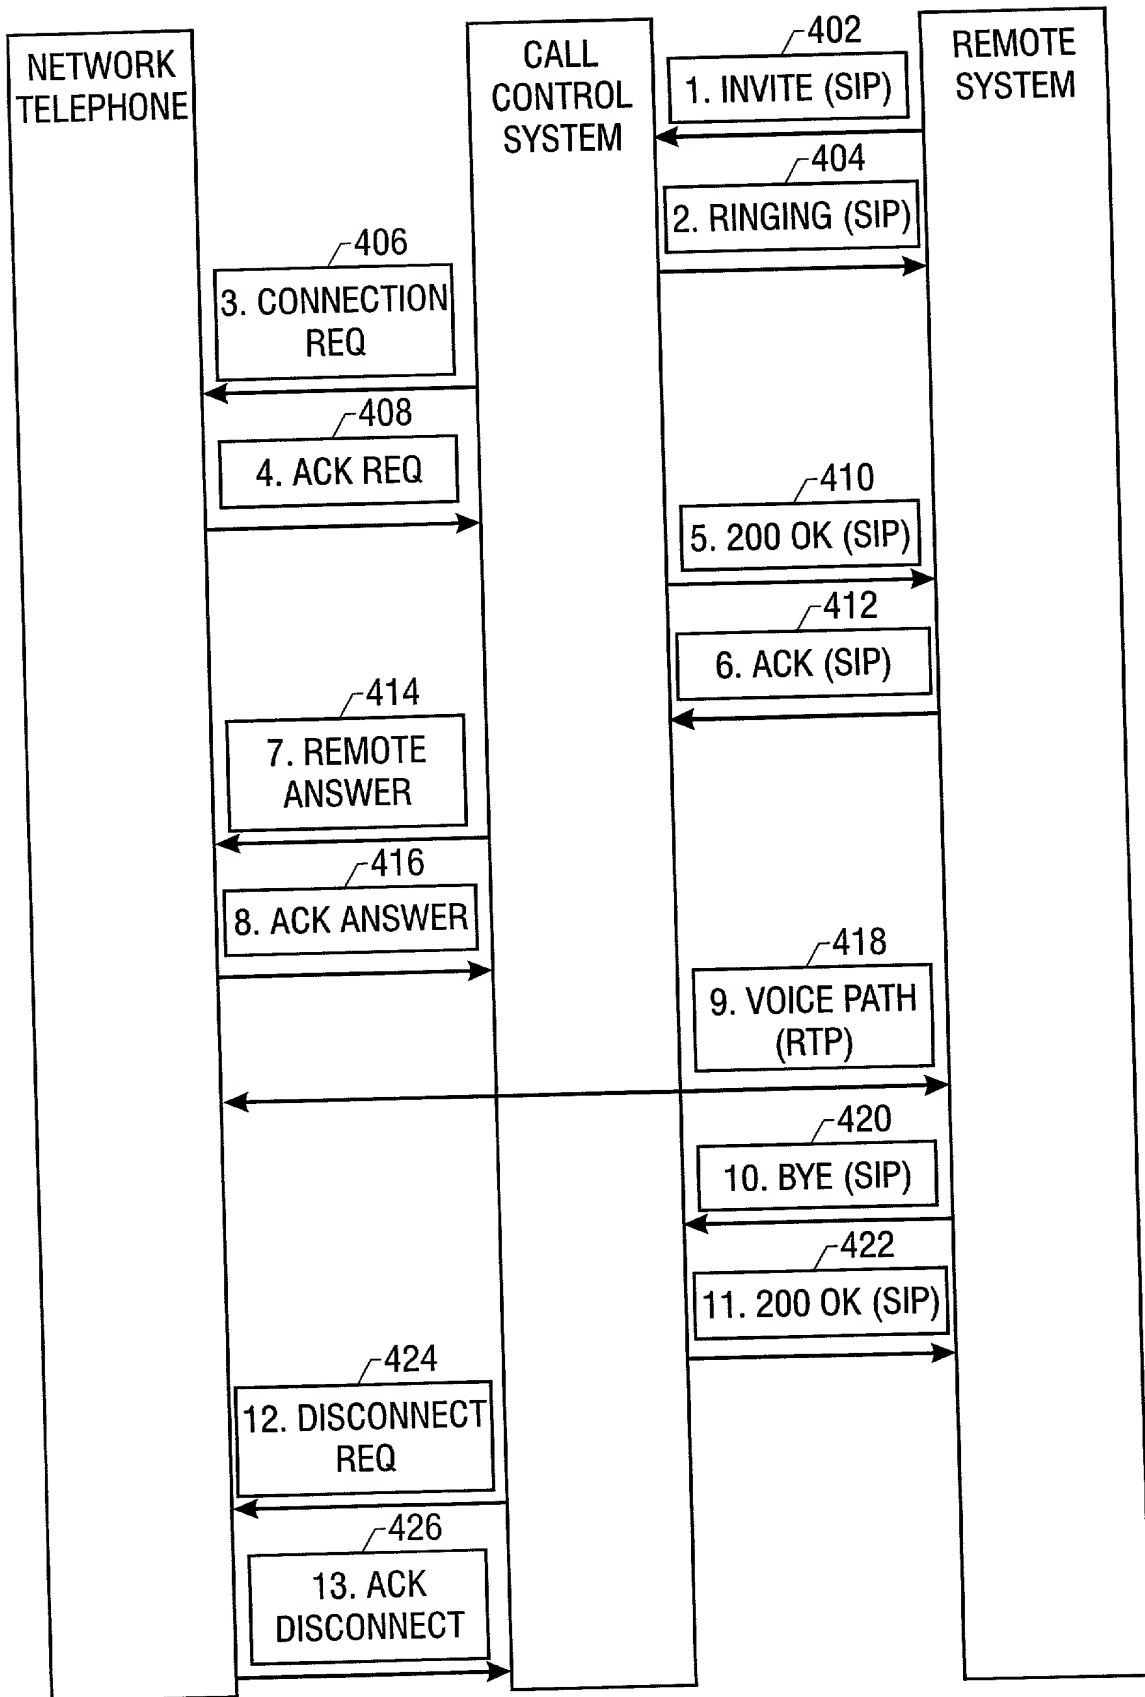 NETWORK
TELEPHONE
CALL
CONTROL
SYSTEM
REMOTE
SYSTEM
402
1. INVITE (SIP)
404
2. RINGING (SIP)
406
3. CONNECTION
REQ
408
4. ACK REQ
410
5. 200 OK (SIP)
412
6. ACK (SIP)
414
7. REMOTE
ANSWER
416
8. ACK ANSWER
418
9. VOICE PATH
(RTP)
420
10. BYE (SIP)
422
11. 200 OK (SIP)
424
12. DISCONNECT
REQ
426
13. ACK
DISCONNECT